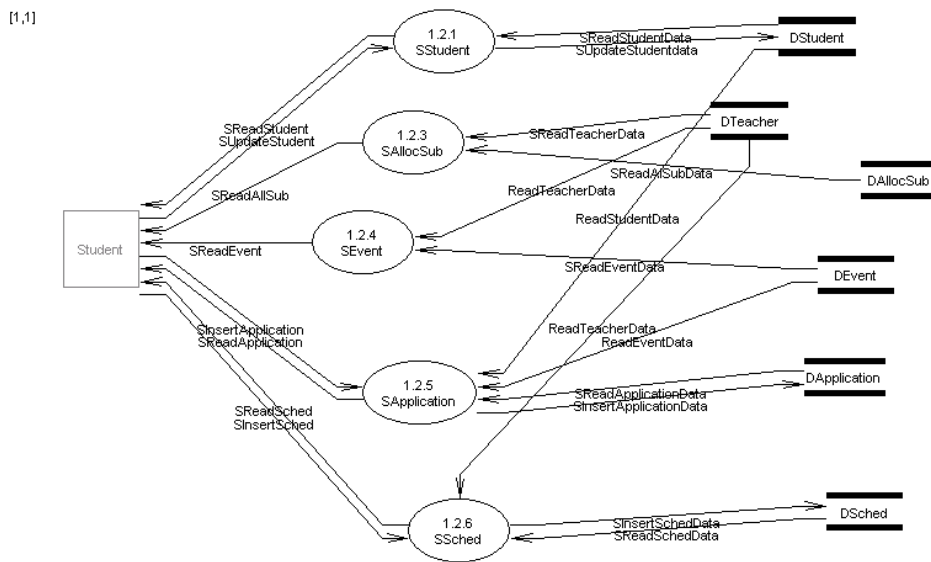 [1,1]
1.2.1
SStudent
SReadStudentData
SUpdateStudentdata
DStudent
SReadStudent
SUpdateStudent
1.2.3
SAllocSub
SReadTeacherData
DTeacher
SReadAllSub
ReadTeacherData
SReadAlSubData
DAllocSub
ReadStudentData
Student
SReadEvent
1.2.4
SEvent
SReadEventData
DEvent
SInsertApplication
SReadApplication
ReadTeacherData
ReadEventData
1.2.5
SApplication
SReadApplicationData
SInsertApplicationData
DApplication
SReadSched
SInsertSched
1.2.6
SSched
SInsertSchedData
SReadSchedData
DSched